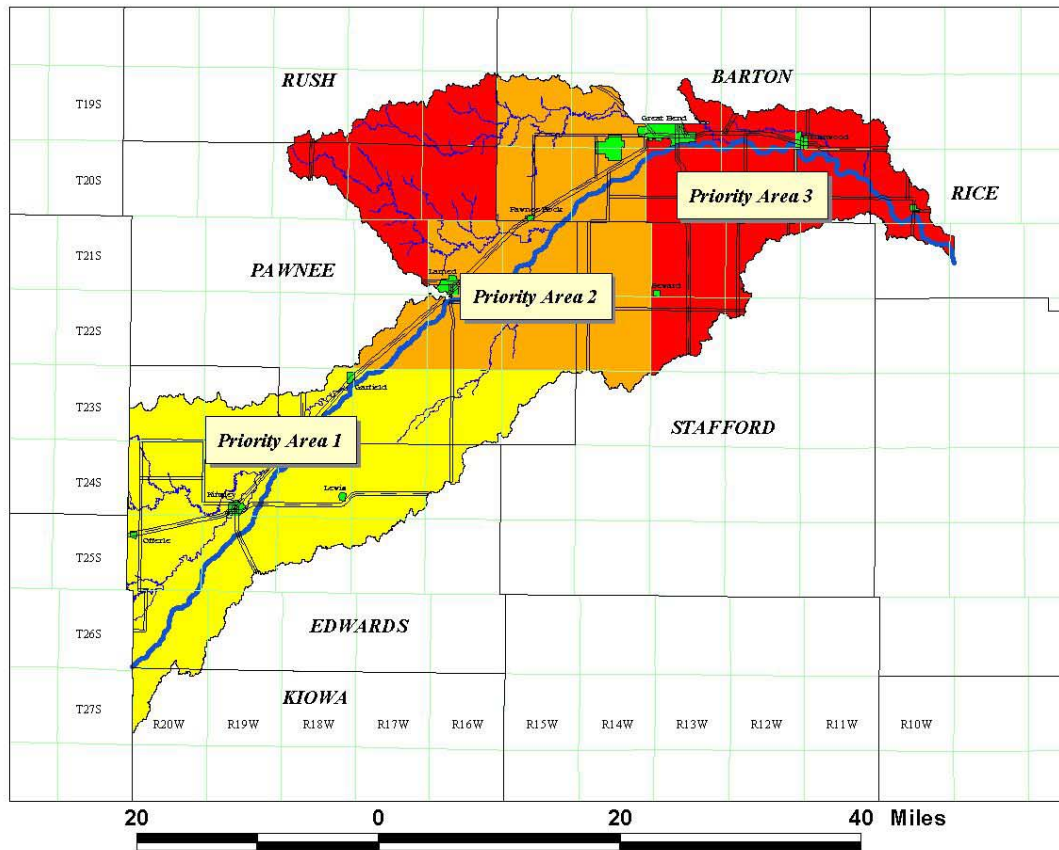 RUSH
BARTON
T19S
Great Bend
T20S
Priority Area 3
RICE
Pawnee Rock
T21S
PAWNEE
Larned
Priority Area 2
Seward
T22S
Garfield
T23S
Priority Area 1
STAFFORD
T24S
Kinsley
Lewis
Offerle
T25S
T26S
EDWARDS
KIOWA
T27S
R20W R19W R18W R17W R16W R15W R14W R13W R12W R11W R10W
20 0 20 40 Miles